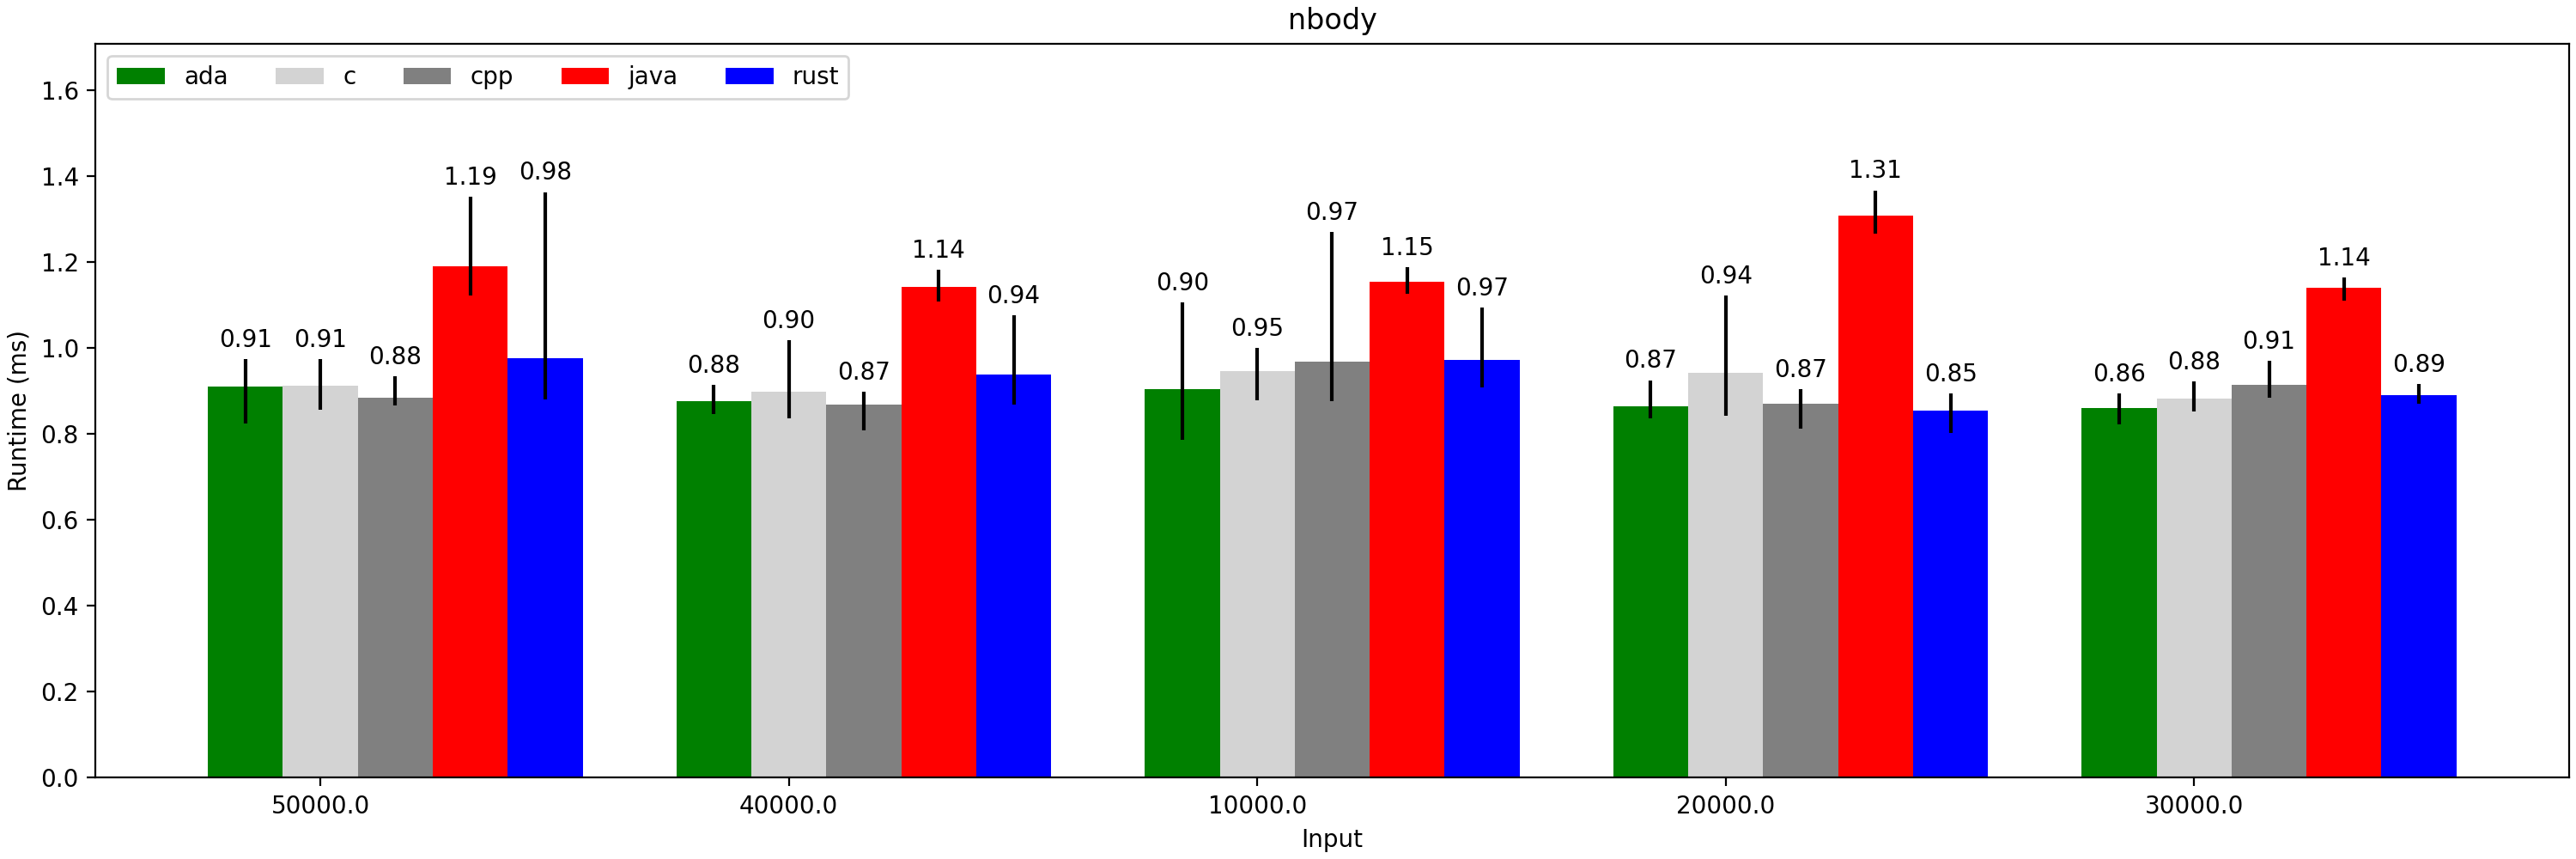 nbody
ada c cpp java rust
1.6
1.4
1.2
1.0
0.8
0.6
0.4
0.2
0.0
Runtime (ms)
0.91 0.91 0.88 1.19 0.98
0.88 0.90 0.87 1.14 0.94
0.90 0.95 0.97 1.15 0.97
0.87 0.94 0.87 1.31 0.85
0.86 0.88 0.91 1.14 0.89
50000.0 40000.0 10000.0 20000.0 30000.0
Input